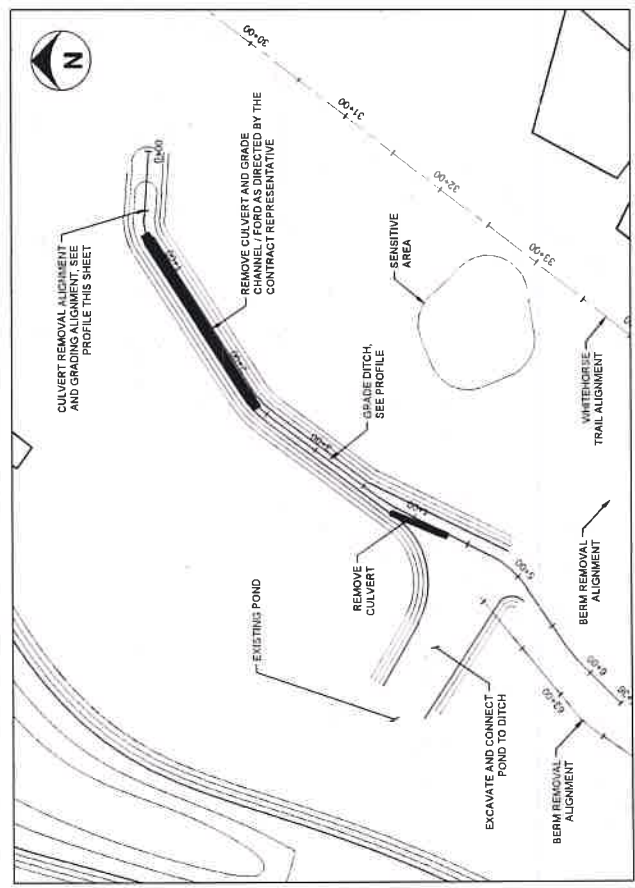 N
30+00
31+00
32+00
33+00
CULVERT REMOVAL ALIGNMENT
AND GRADING ALIGNMENT, SEE
PROFILE THIS SHEET
0+00
1+00
2+00
REMOVE CULVERT AND GRADE
CHANNEL / FORD AS DIRECTED BY THE
CONTRACT REPRESENTATIVE
SENSITIVE
AREA
GRADE DITCH,
SEE PROFILE
3+00
4+00
WHITEHORSE
TRAIL ALIGNMENT
REMOVE
CULVERT
5+00
BERM REMOVAL
ALIGNMENT
EXISTING POND
6+00
62+00
EXCAVATE AND CONNECT
POND TO DITCH
BERM REMOVAL
ALIGNMENT